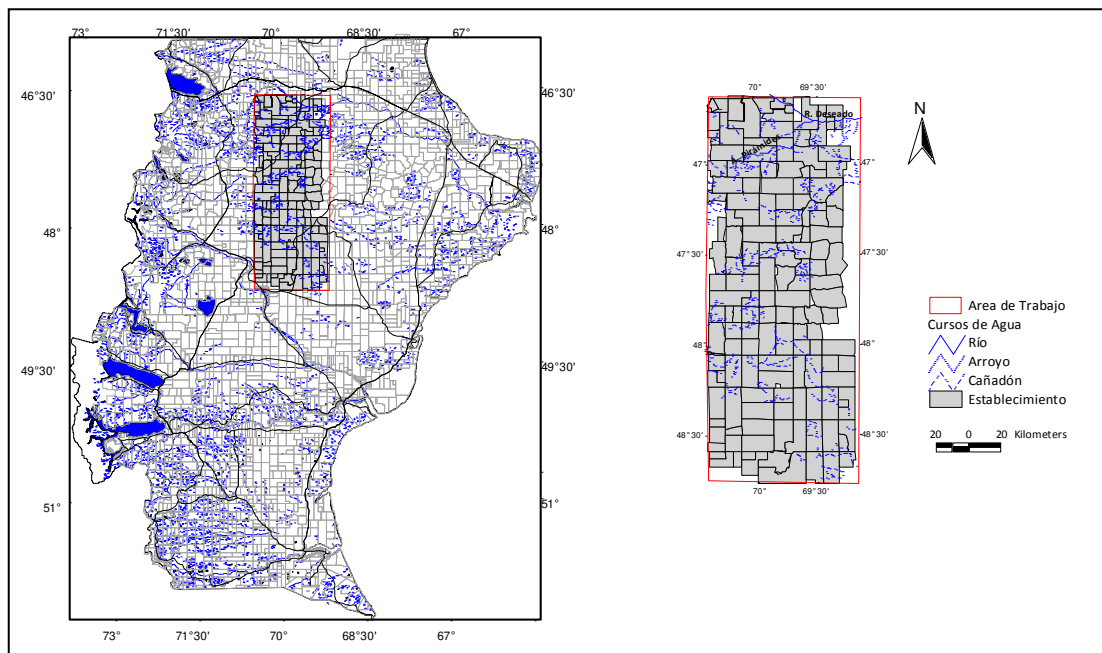 73° 71°30' 70° 68°30' 67°
46°30' 46°30'
48° 48°
49°30' 49°30'
51° 51°
73° 71°30' 70° 68°30' 67°
70° 69°30'
R. Deseado
A. Pirámides
47° 47°
47°30' 47°30'
48° 48°
48°30' 48°30'
70° 69°30'
N
Area de Trabajo
Cursos de Agua
Río
Arroyo
Cañadón
Establecimiento
20 0 20 Kilometers